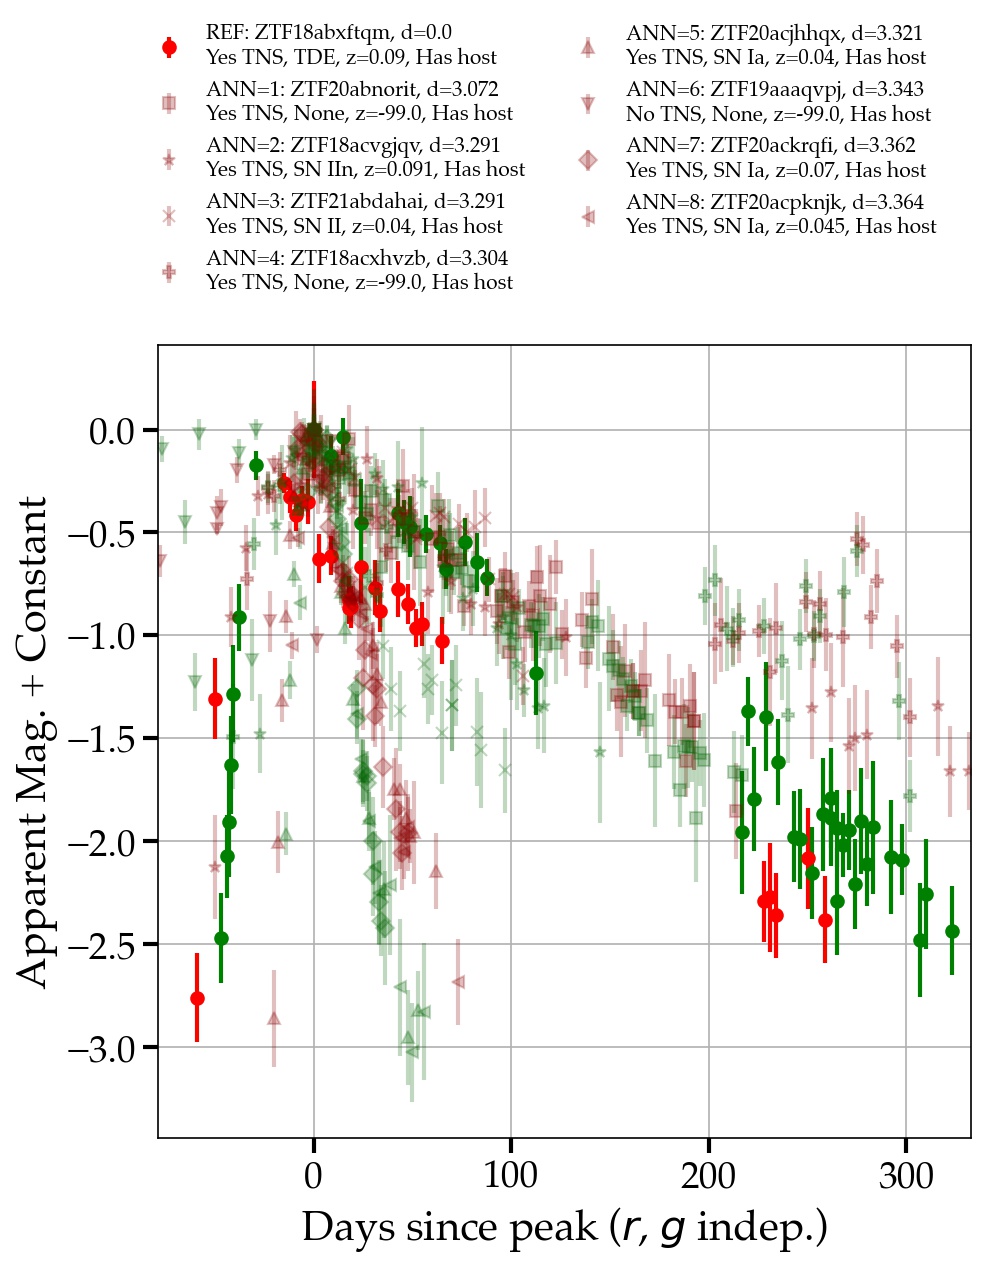 REF: ZTF18abxftqm, d=0.0
Yes TNS, TDE, z=0.09, Has host
ANN=1: ZTF20abnorit, d=3.072
Yes TNS, None, z=-99.0, Has host
ANN=2: ZTF18acvgjqv, d=3.291
Yes TNS, SN IIn, z=0.091, Has host
ANN=3: ZTF21abdahai, d=3.291
Yes TNS, SN II, z=0.04, Has host
ANN=4: ZTF18acxhvzb, d=3.304
Yes TNS, None, z=-99.0, Has host
ANN=5: ZTF20acjhhqx, d=3.321
Yes TNS, SN Ia, z=0.04, Has host
ANN=6: ZTF19aaaqvpj, d=3.343
No TNS, None, z=-99.0, Has host
ANN=7: ZTF20ackrqfi, d=3.362
Yes TNS, SN Ia, z=0.07, Has host
ANN=8: ZTF20acpknjk, d=3.364
Yes TNS, SN Ia, z=0.045, Has host
Apparent Mag. + Constant
0.0
−0.5
−1.0
−1.5
−2.0
−2.5
−3.0
0
100
200
300
Days since peak (r, g indep.)